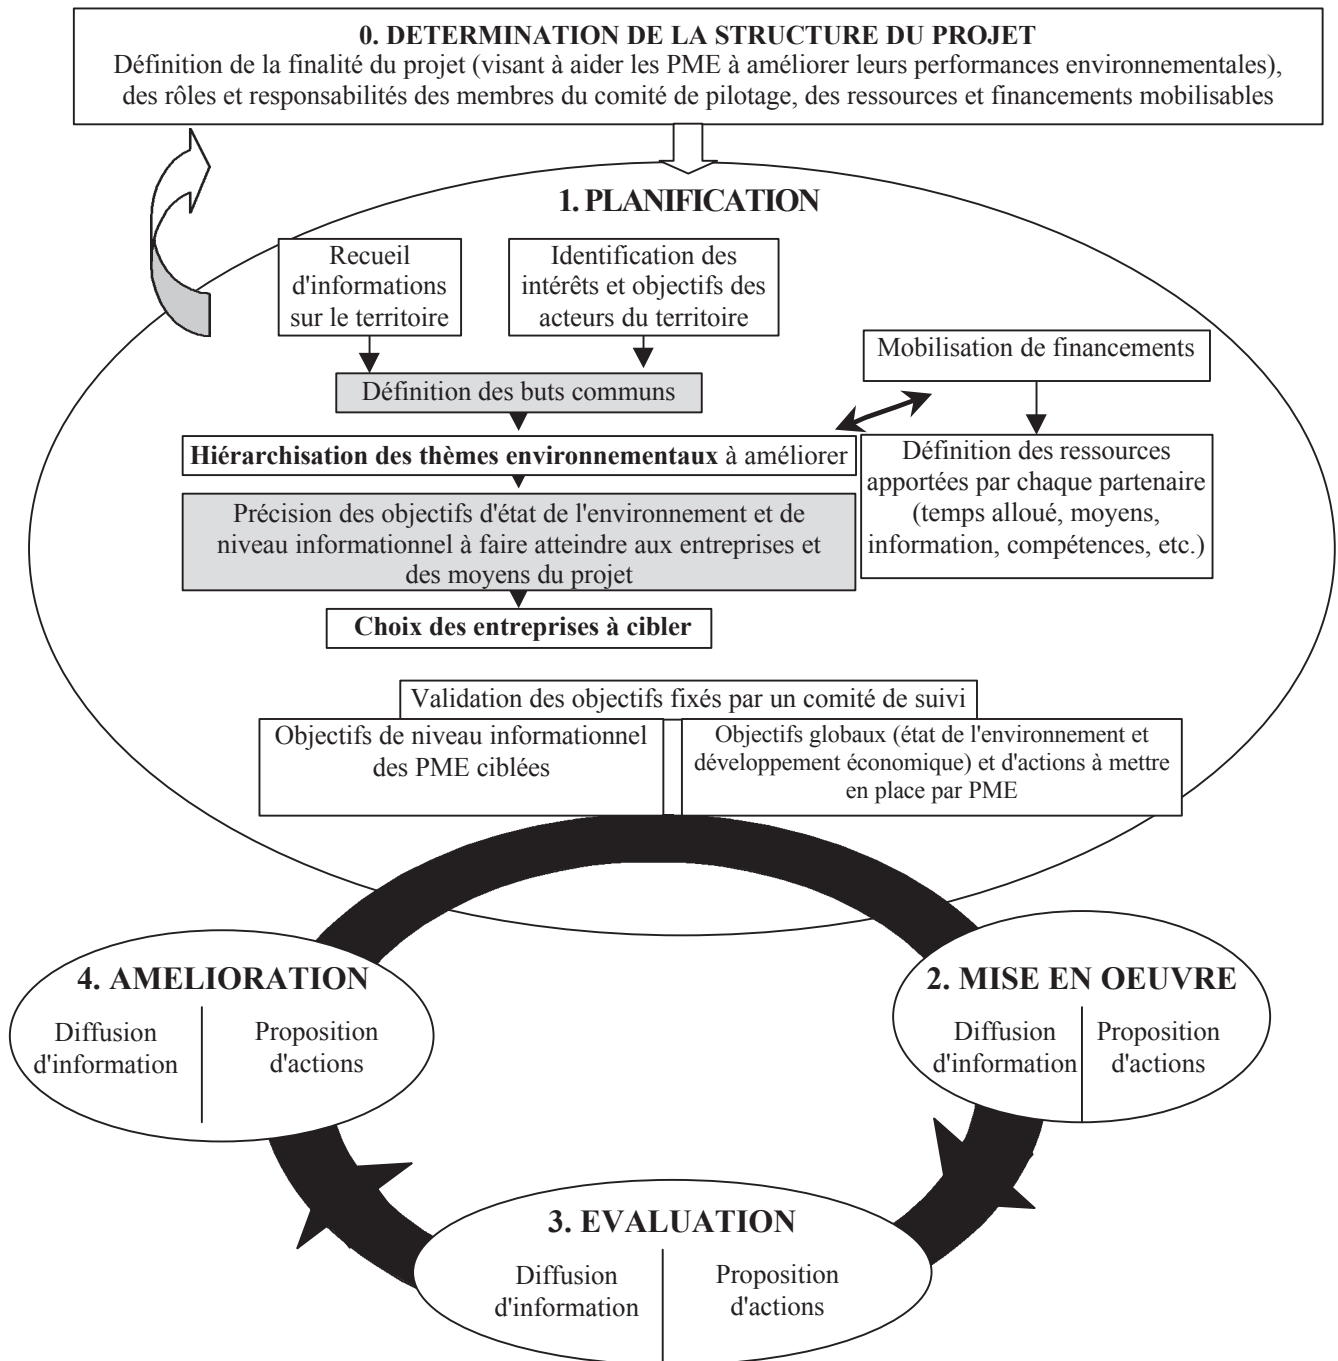 0. DETERMINATION DE LA STRUCTURE DU PROJET
Définition de la finalité du projet (visant à aider les PME à améliorer leurs performances environnementales),
des rôles et responsabilités des membres du comité de pilotage, des ressources et financements mobilisables
1. PLANIFICATION
Recueil
d'informations
sur le territoire
Identification des
intérêts et objectifs des
acteurs du territoire
Mobilisation de financements
Définition des buts communs
Hiérarchisation des thèmes environnementaux à améliorer
Définition des ressources
apportées par chaque partenaire
(temps alloué, moyens,
information, compétences, etc.)
Précision des objectifs d'état de l'environnement et de
niveau informationnel à faire atteindre aux entreprises et
des moyens du projet
Choix des entreprises à cibler
Validation des objectifs fixés par un comité de suivi
Objectifs de niveau informationnel
des PME ciblées
Objectifs globaux (état de l'environnement et
développement économique) et d'actions à mettre
en place par PME
4. AMELIORATION
Diffusion
d'information
Proposition
d'actions
2. MISE EN OEUVRE
Diffusion
d'information
Proposition
d'actions
3. EVALUATION
Diffusion
d'information
Proposition
d'actions